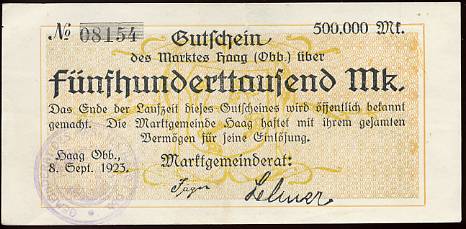 № 08154
500.000 Mk.
Gutschein
des Marktes Haag (Obb.) über
fünfhunderttausend Mk.
Das Ende der Laufzeit dieses Gutscheines wird öffentlich bekannt
gemacht. Die Marktgemeinde Haag haftet mit ihrem gesamten
Vermögen für seine Einlösung.
Haag Obb.,
8. Sept. 1923.
Marktgemeinderat: